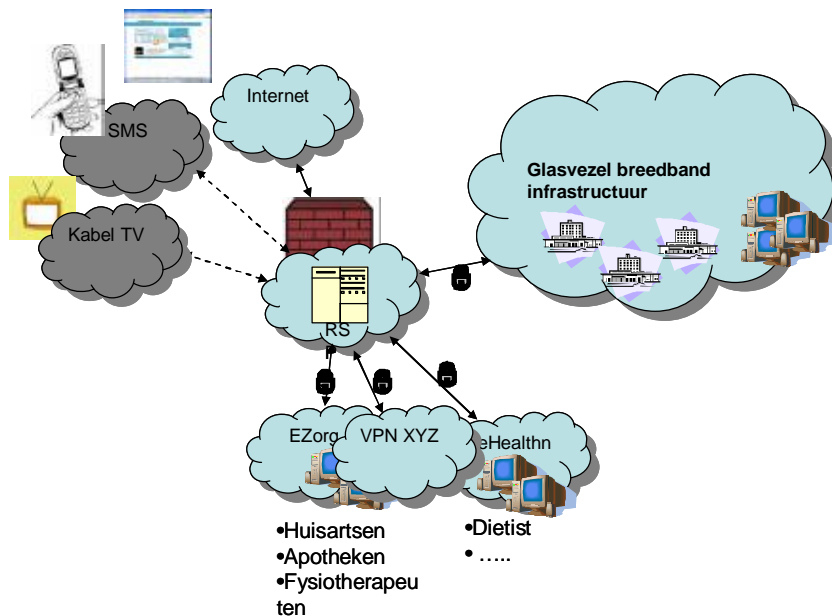 Internet
SMS
Glasvezel breedband
infrastructuur
Kabel TV
RS
EZorg
VPN XYZ
eHealthn
•Huisartsen
•Apotheken
•Fysiotherapeu
ten
•Dietist
• …..